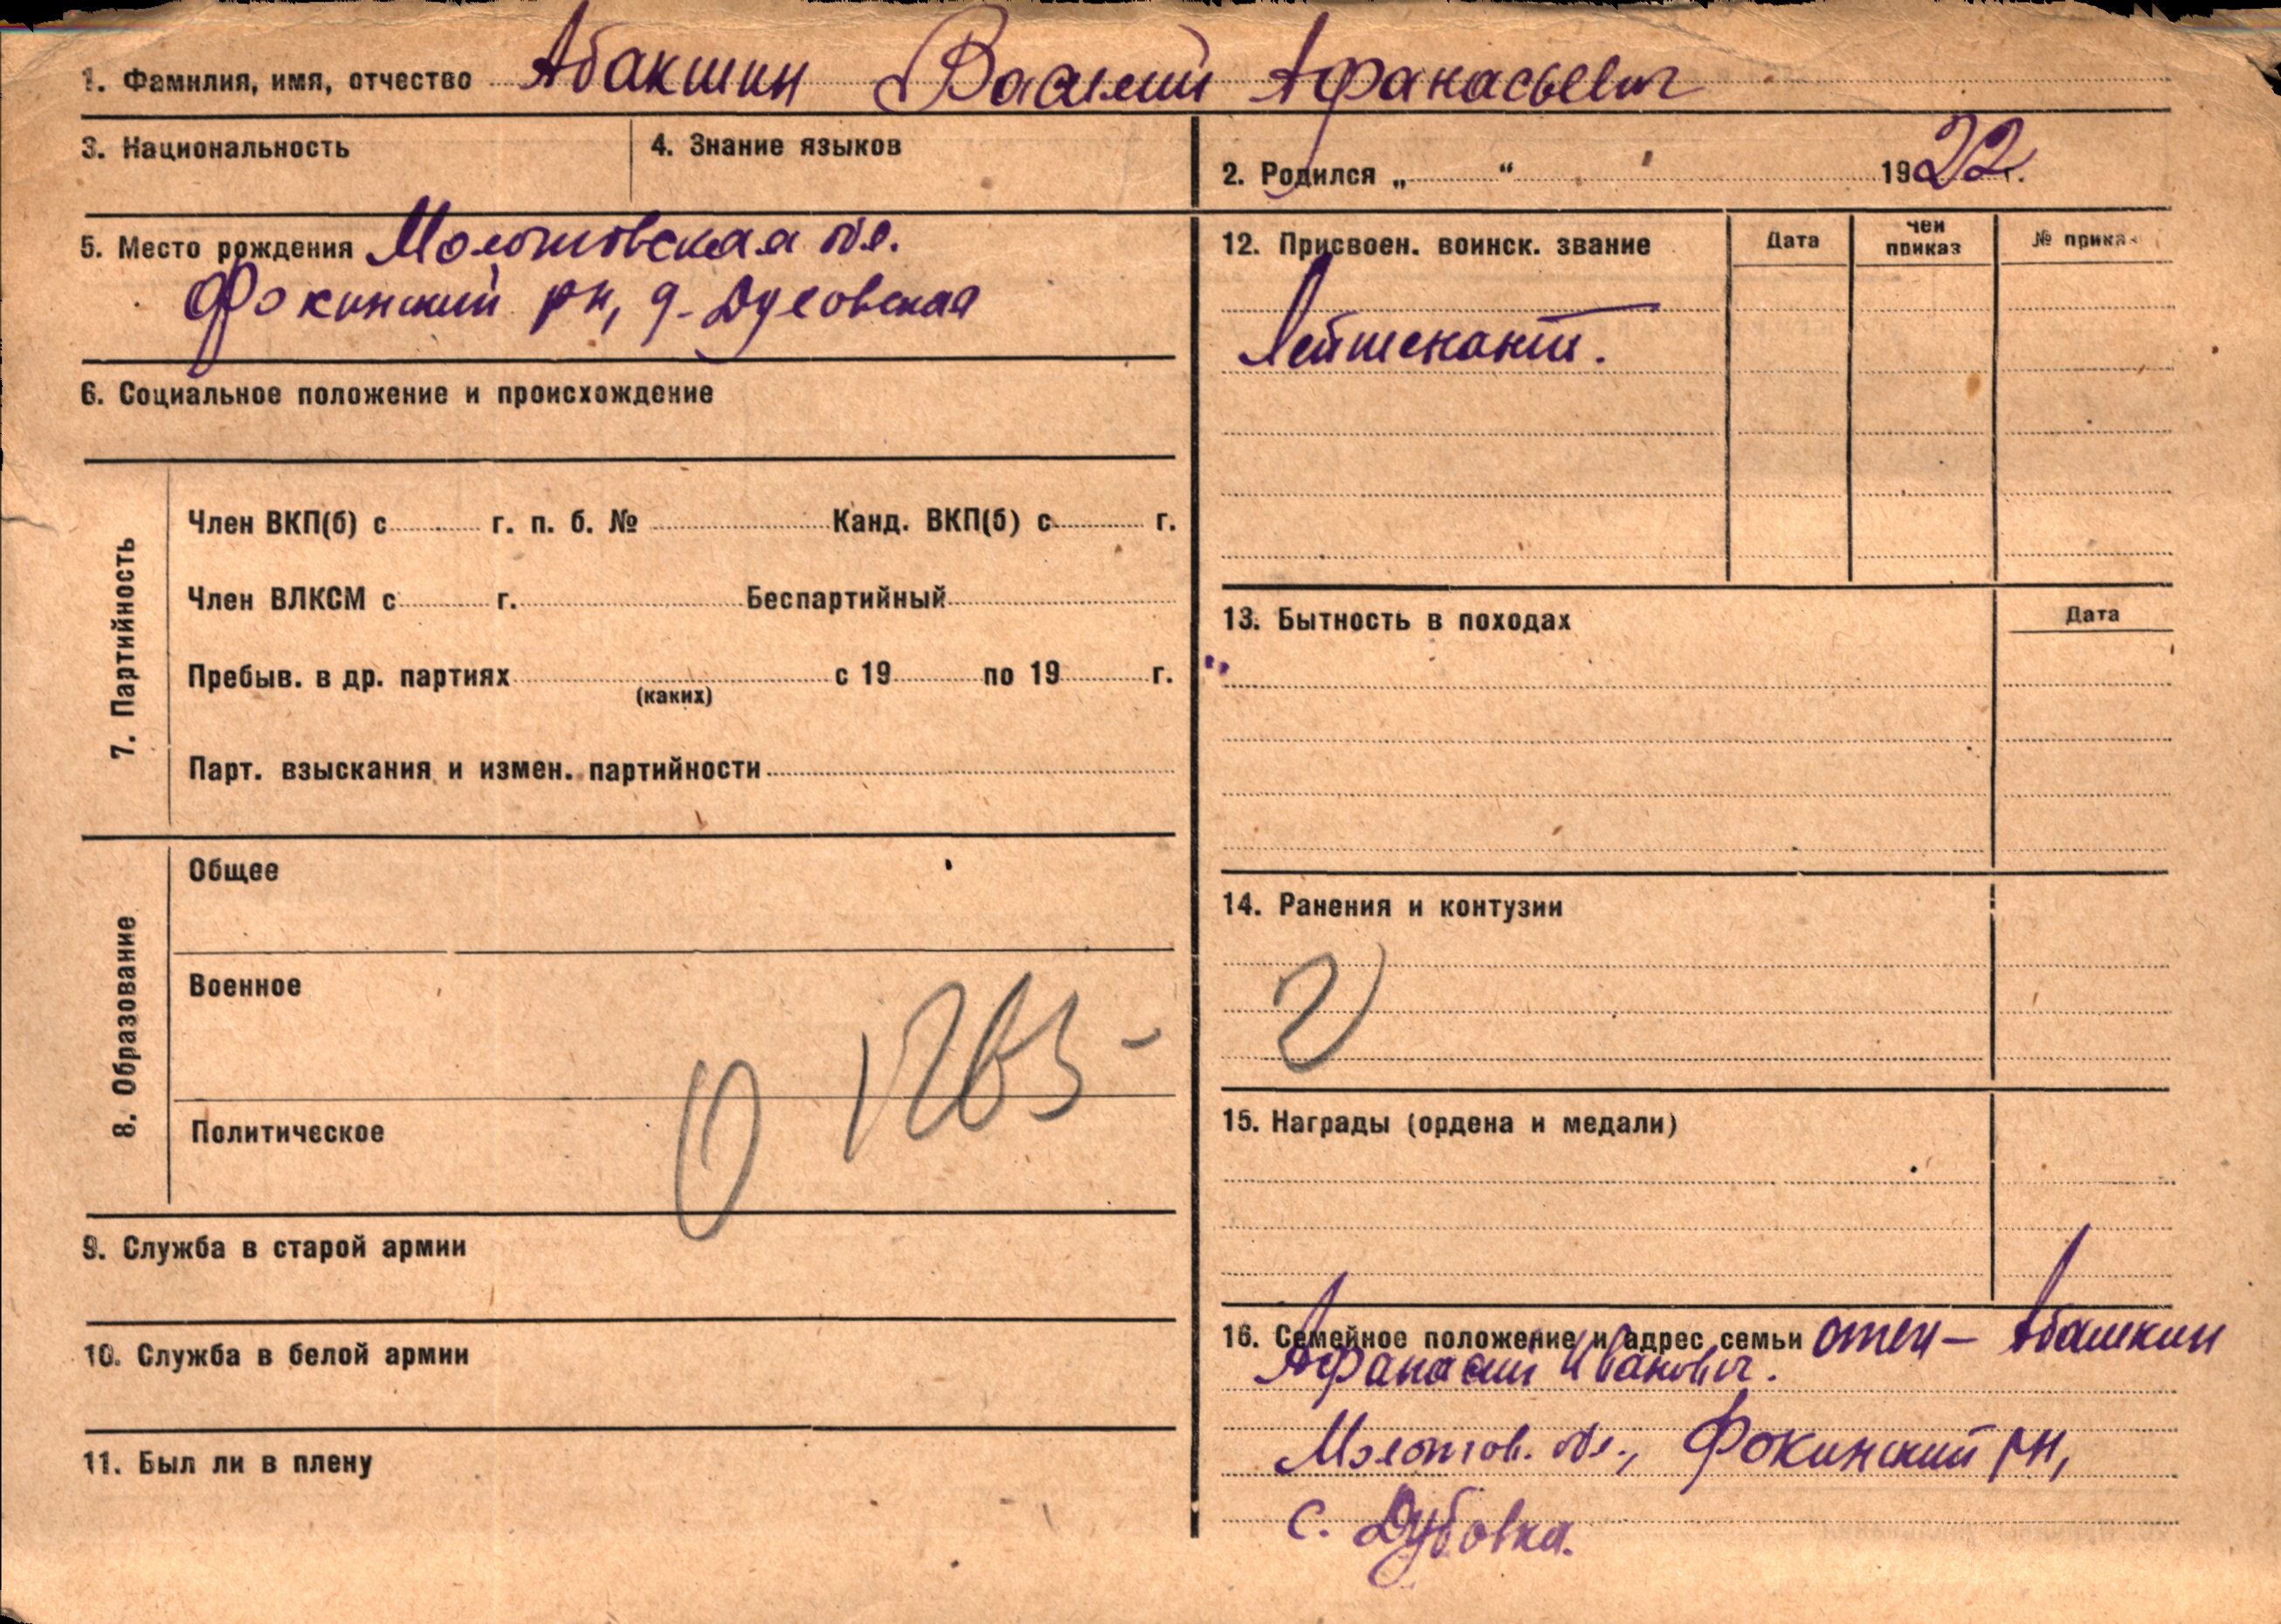 1. Фамилия, имя, отчество Абакшин Василий Афанасьевич
3. Национальность
4. Знание языков
2. Родился „ “ 1922 г.
5. Место рождения Молотовская обл.
Фокинский рн, д.
6. Социальное положение и происхождение
7. Партийность
Член ВКП(б) с г. п. б. № Канд. ВКП(б) с г.
Член ВЛКСМ с г. Беспартийный
Пребыв. в др. партиях с 19 по 19 г.
(каких)
Парт. взыскания и измен. партийности
8. Образование
Общее
Военное
Политическое
9. Служба в старой армии
10. Служба в белой армии
11. Был ли в плену
12. Присвоен. воинск. звание
Дата
Чей приказ
№ приказ
Лейтенант.
13. Бытность в походах
Дата
14. Ранения и контузии
15. Награды (ордена и медали)
16. Семейное положение и адрес семьи отец – Абашкин
Афанасий Иванович.
Молотов. обл., Фокинский рн,
с. Дубовка.